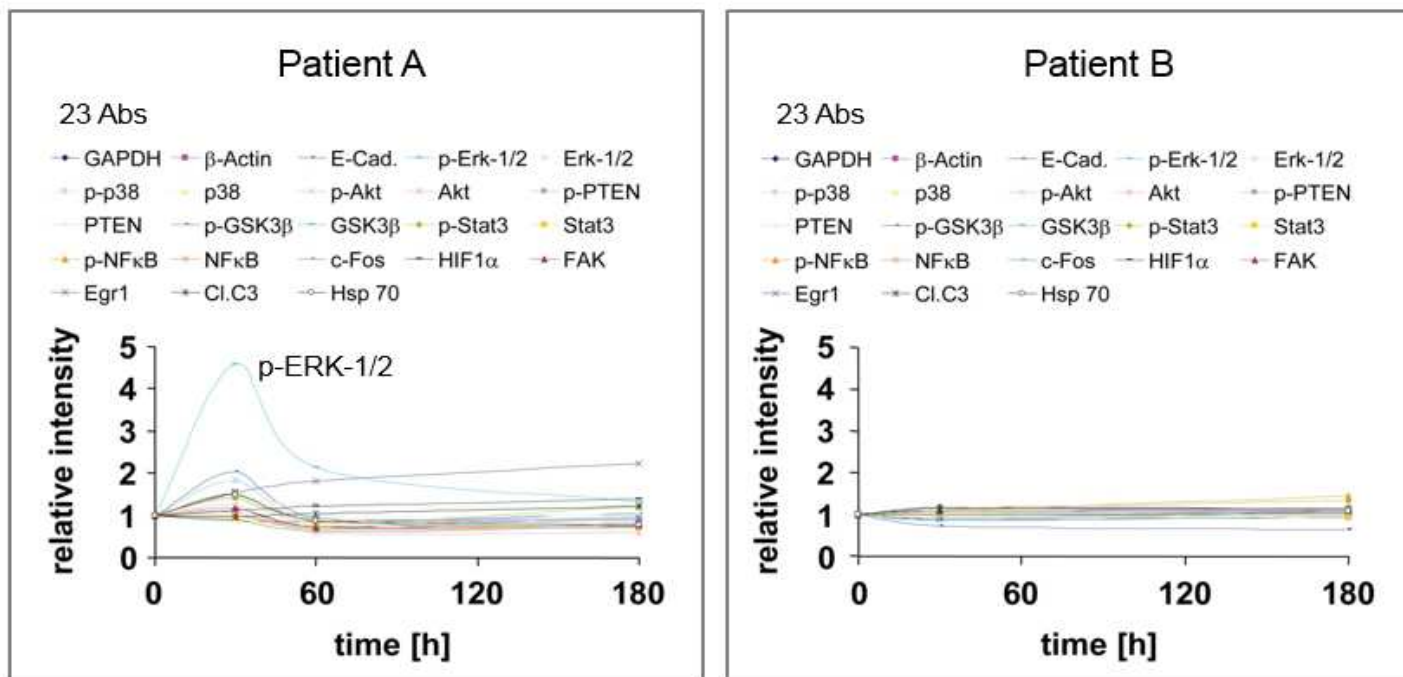 Patient A
23 Abs
GAPDH β-Actin E-Cad. p-Erk-1/2 Erk-1/2
p-p38 p38 p-Akt Akt p-PTEN
PTEN p-GSK3β GSK3β p-Stat3 Stat3
p-NFκB NFκB c-Fos HIF1α FAK
Egr1 Cl.C3 Hsp 70
relative intensity
5
4
3
2
1
0
p-ERK-1/2
0 60 120 180
time [h]
Patient B
23 Abs
GAPDH β-Actin E-Cad. p-Erk-1/2 Erk-1/2
p-p38 p38 p-Akt Akt p-PTEN
PTEN p-GSK3β GSK3β p-Stat3 Stat3
p-NFκB NFκB c-Fos HIF1α FAK
Egr1 Cl.C3 Hsp 70
relative intensity
5
4
3
2
1
0
0 60 120 180
time [h]